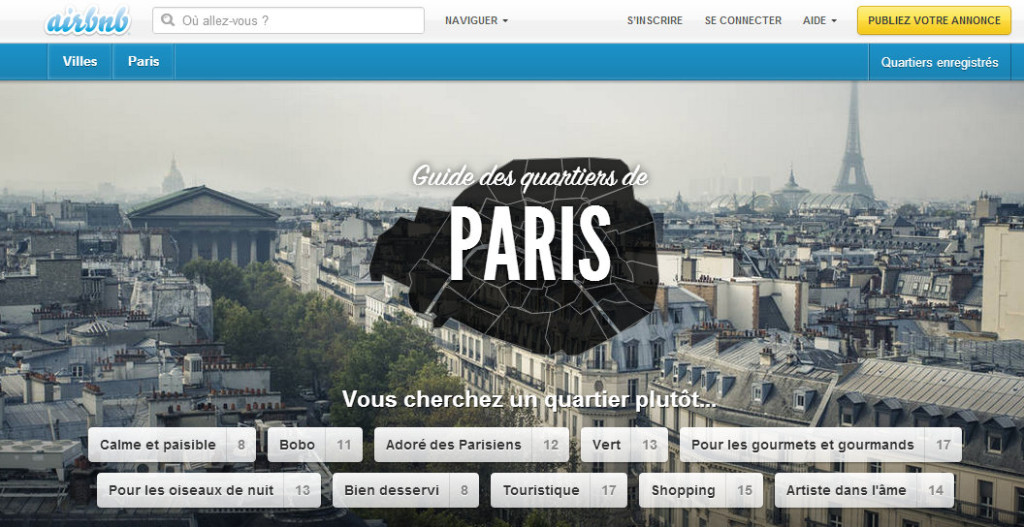 airbnb
Où allez-vous ?
NAVIGUER
S'INSCRIRE
SE CONNECTER
AIDE
PUBLIEZ VOTRE ANNONCE
Villes
Paris
Quartiers enregistrés
Guide des quartiers de
PARIS
Vous cherchez un quartier plutôt...
Calme et paisible 8
Bobo 11
Adoré des Parisiens 12
Vert 13
Pour les gourmets et gourmands 17
Pour les oiseaux de nuit 13
Bien desservi 8
Touristique 17
Shopping 15
Artiste dans l'âme 14